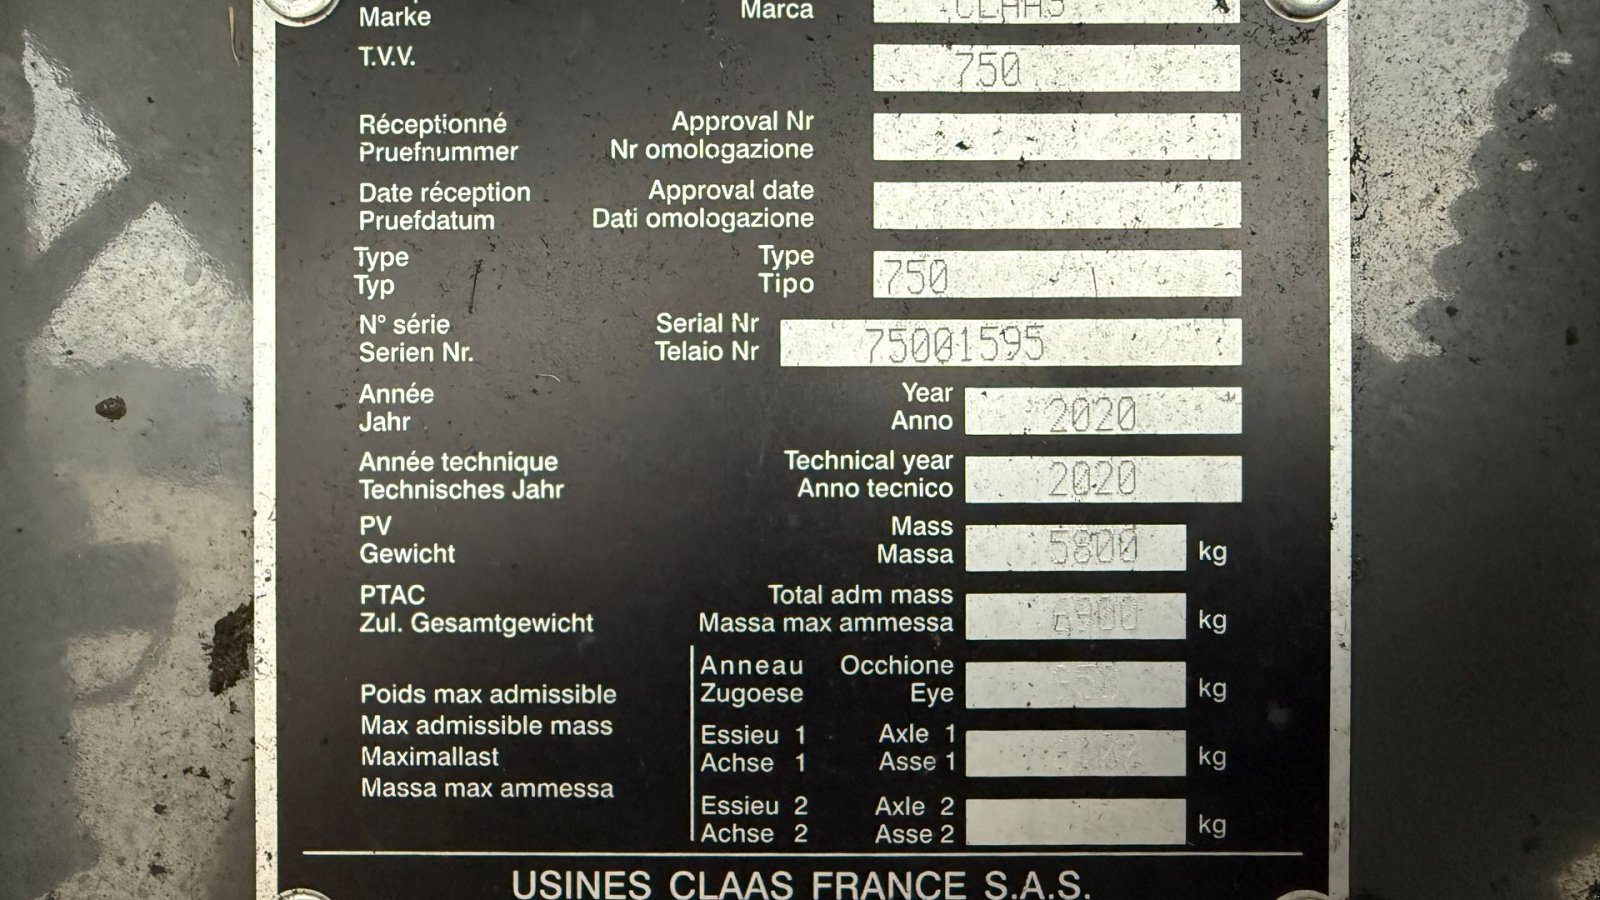 Marke Marca CLAAS
T.V.V. 750
Réceptionné Approval Nr
Pruefnummer Nr omologazione
Date réception Approval date
Pruefdatum Dati omologazione
Type Type
Typ Tipo 750
N° série Serial Nr
Serien Nr. Telaio Nr 75001595
Année Year
Jahr Anno 2020
Année technique Technical year
Technisches Jahr Anno tecnico 2020
PV Mass
Gewicht Massa 5800 kg
PTAC Total adm mass
Zul. Gesamtgewicht Massa max ammessa kg
Anneau Occhione
Zugoese Eye kg
Poids max admissible
Max admissible mass
Maximallast
Massa max ammessa
Essieu 1 Axle 1
Achse 1 Asse 1 kg
Essieu 2 Axle 2
Achse 2 Asse 2 kg
USINES CLAAS FRANCE S.A.S.